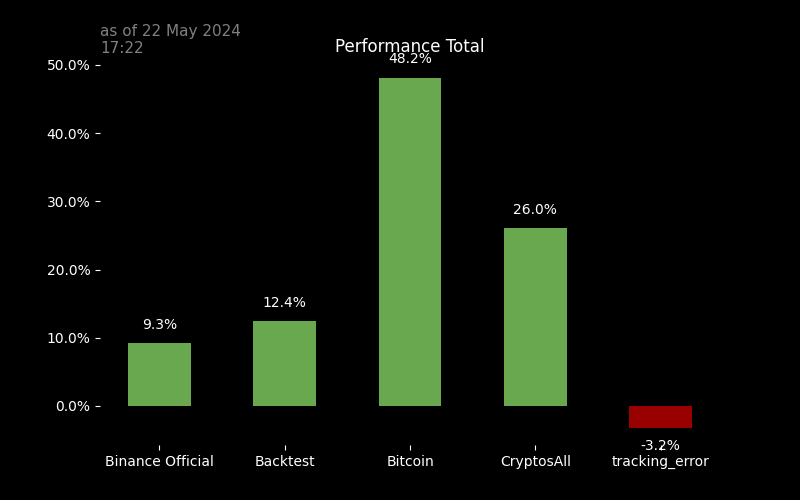 as of 22 May 2024
17:22
Performance Total
50.0%
40.0%
30.0%
20.0%
10.0%
0.0%
9.3%
12.4%
48.2%
26.0%
-3.2%
Binance Official
Backtest
Bitcoin
CryptosAll
tracking_error